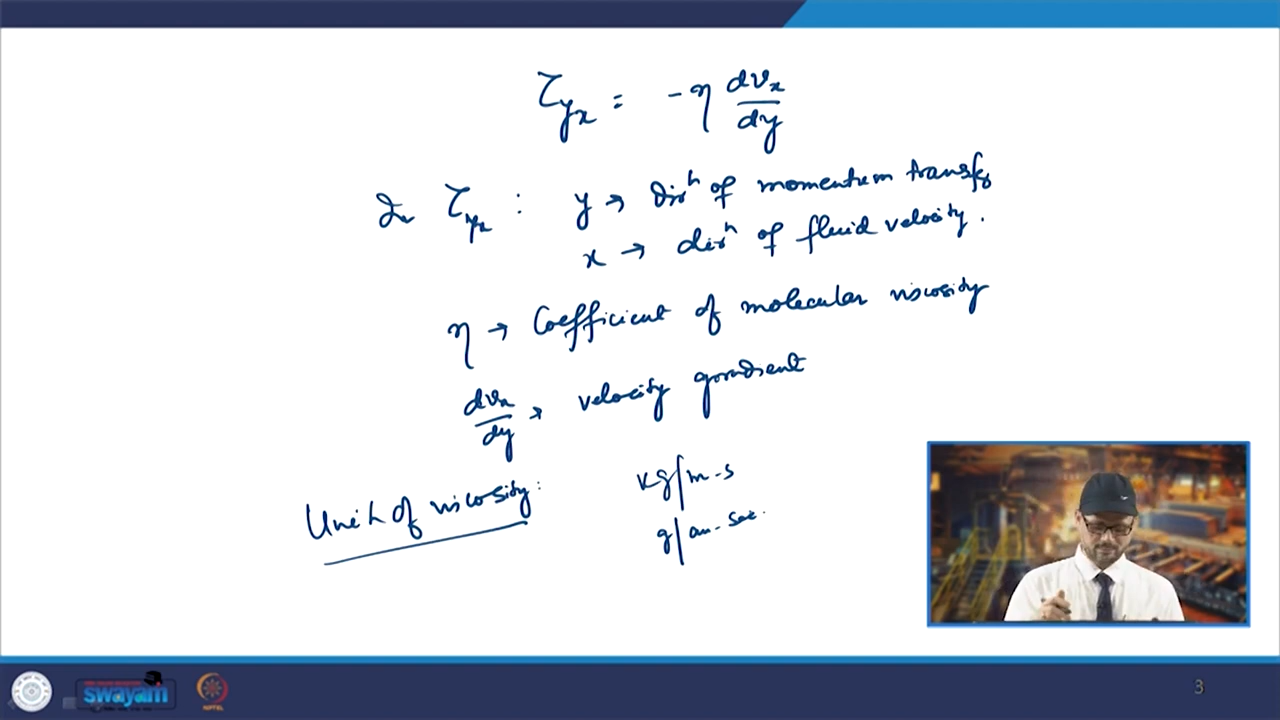 τyx = -η dvx/dy
In τyx : y → dirn of momentum transfer
x → dirn of fluid velocity.
η → Coefficient of molecular viscosity
dvx/dy → velocity gradient
Unit of viscosity: kg/m-s
g/cm-sec.
swayam
NPTEL
3